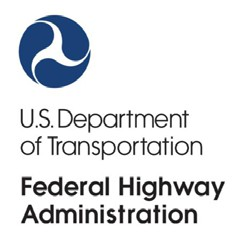 U.S. Department
of Transportation
Federal Highway
Administration